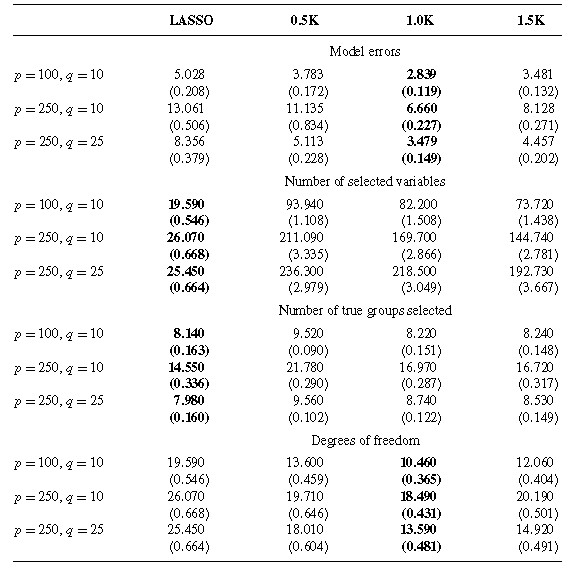 LASSO 0.5K 1.0K 1.5K
Model errors
p = 100, q = 10 5.028 3.783 2.839 3.481
(0.208) (0.172) (0.119) (0.132)
p = 250, q = 10 13.061 11.135 6.660 8.128
(0.506) (0.834) (0.227) (0.271)
p = 250, q = 25 8.356 5.113 3.479 4.457
(0.379) (0.228) (0.149) (0.202)
Number of selected variables
p = 100, q = 10 19.590 93.940 82.200 73.720
(0.546) (1.108) (1.508) (1.438)
p = 250, q = 10 26.070 211.090 169.700 144.740
(0.668) (3.335) (2.866) (2.781)
p = 250, q = 25 25.450 236.300 218.500 192.730
(0.664) (2.979) (3.049) (3.667)
Number of true groups selected
p = 100, q = 10 8.140 9.520 8.220 8.240
(0.163) (0.090) (0.151) (0.148)
p = 250, q = 10 14.550 21.780 16.970 16.720
(0.336) (0.290) (0.287) (0.317)
p = 250, q = 25 7.980 9.560 8.740 8.530
(0.160) (0.102) (0.122) (0.149)
Degrees of freedom
p = 100, q = 10 19.590 13.600 10.460 12.060
(0.546) (0.459) (0.365) (0.404)
p = 250, q = 10 26.070 19.710 18.490 20.190
(0.668) (0.646) (0.431) (0.501)
p = 250, q = 25 25.450 18.010 13.590 14.920
(0.664) (0.604) (0.481) (0.491)